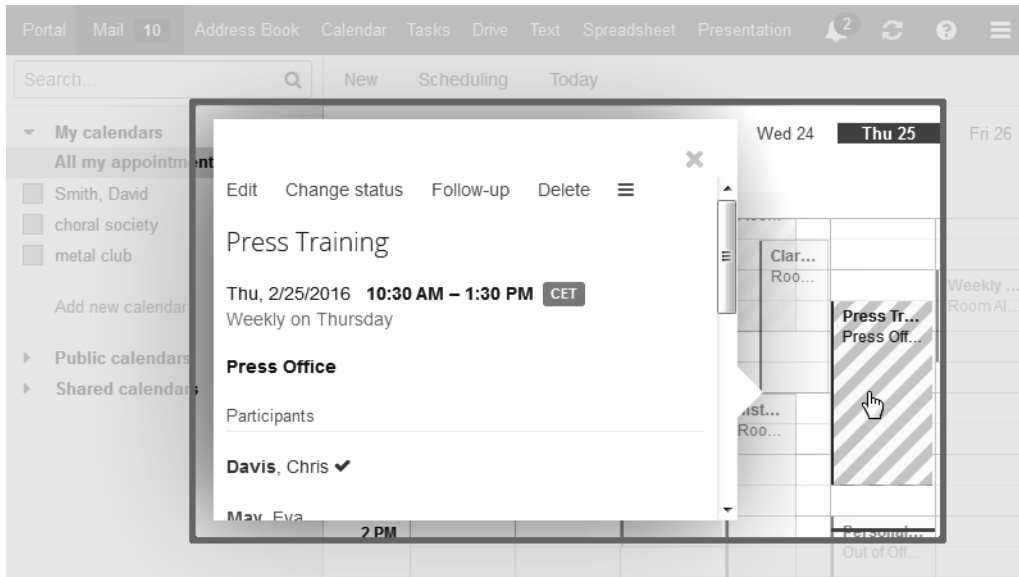 Portal Mail 10 Address Book Calendar Tasks Drive Text Spreadsheet Presentation 2
Search... New Scheduling Today
My calendars
All my appointment
Smith, David
choral society
metal club
Add new calendar
Public calendars
Shared calendars
Wed 24 Thu 25 Fri 26
Edit Change status Follow-up Delete
Press Training
Thu, 2/25/2016 10:30 AM – 1:30 PM CET
Weekly on Thursday
Press Office
Participants
Davis, Chris
May, Eva
Clar...
Roo...
Press Tr...
Press Off...
Weekly ...
Room Al...
Roo...
2 PM
Personal...
Out of Off...